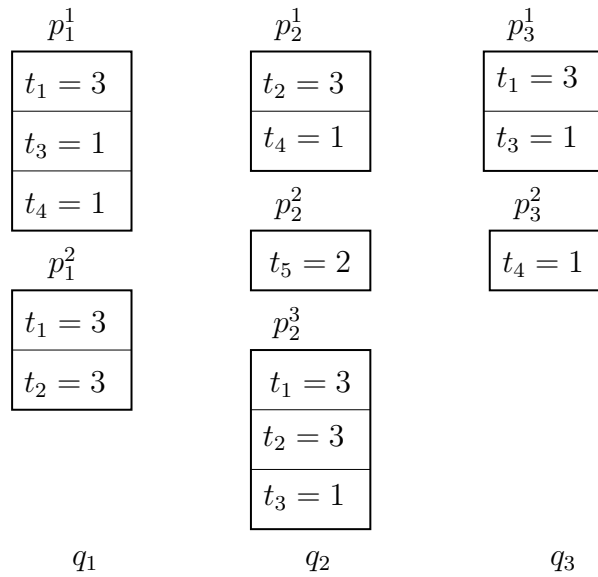 $p_1^1$
$t_1 = 3$
$t_3 = 1$
$t_4 = 1$
$p_1^2$
$t_1 = 3$
$t_2 = 3$
$q_1$
$p_2^1$
$t_2 = 3$
$t_4 = 1$
$p_2^2$
$t_5 = 2$
$p_2^3$
$t_1 = 3$
$t_2 = 3$
$t_3 = 1$
$q_2$
$p_3^1$
$t_1 = 3$
$t_3 = 1$
$p_3^2$
$t_4 = 1$
$q_3$